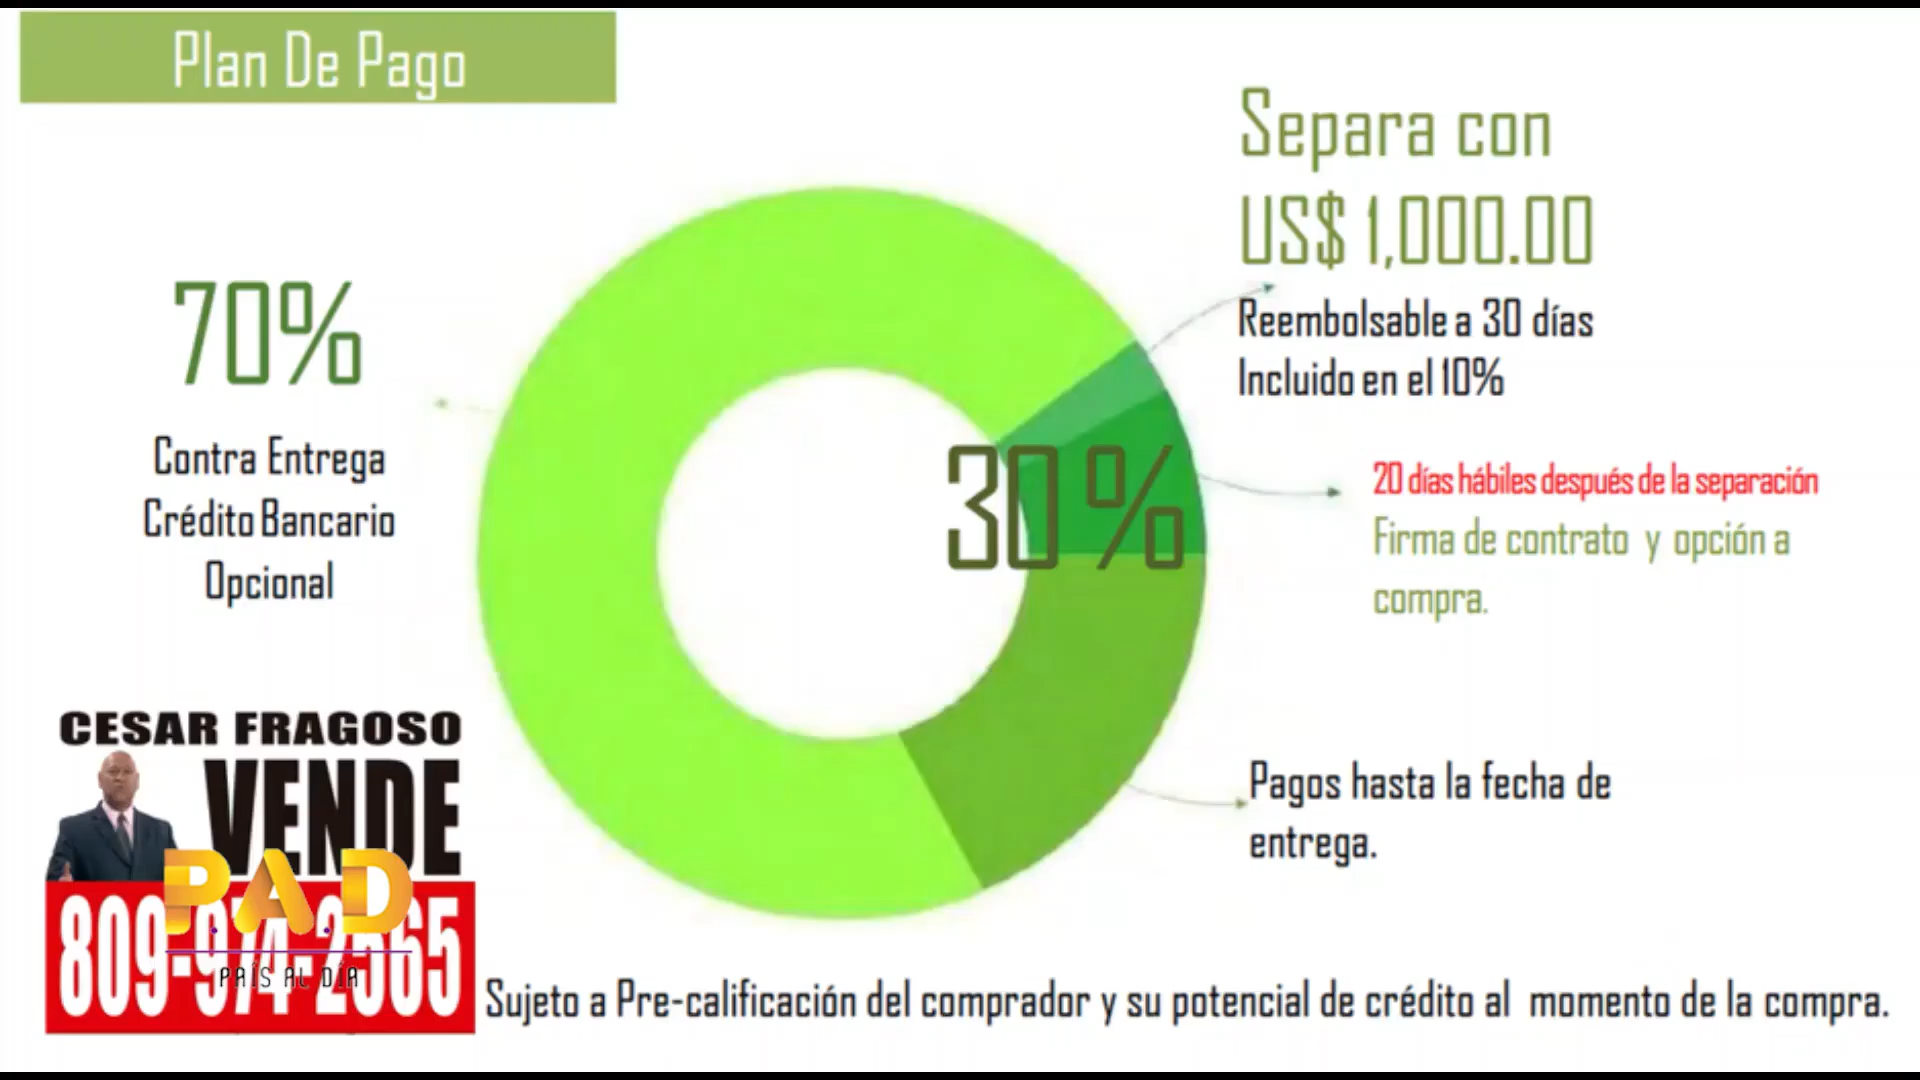 Plan De Pago
Separa con
US$ 1,000.00
Reembolsable a 30 días
Incluido en el 10%
70%
Contra Entrega
Crédito Bancario
Opcional
30%
20 días hábiles después de la separación
Firma de contrato y opción a
compra.
Pagos hasta la fecha de
entrega.
CESAR FRAGOSO
VENDE
P.A.D
809-974-2565
PAÍS AL DÍA
Sujeto a Pre-calificación del comprador y su potencial de crédito al momento de la compra.